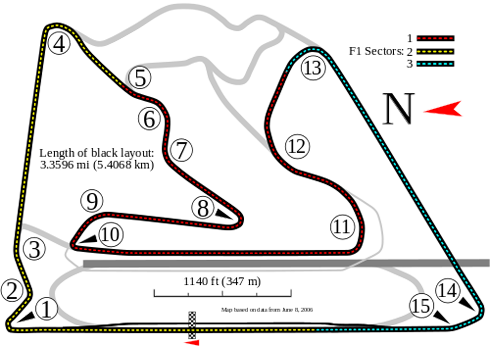 1
F1 Sectors: 2
3
4
13
5
N
6
12
7
Length of black layout:
3.3596 mi (5.4068 km)
9
8
11
10
3
1140 ft (347 m)
2
14
1
15
Map based on data from June 8, 2006